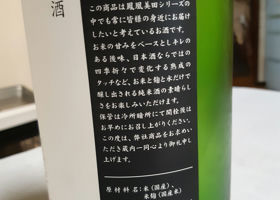 酒
この商品は鳳凰美田シリーズの
中でも常に皆様の身近にお届け
したいと考えているお酒です。
お米の甘みをベースとしキレの
ある後味、日本酒ならではの
四季折々で変化する熟成の
タッチなど、お米と麹と水だけで
醸し出される純米酒の素晴ら
しさをお楽しみいただけます。
保管は冷所暗所にて開栓後は
お早めにお召し上がりください。
この度は、弊社商品をお求めい
ただき蔵内一同心より御礼申し
上げます。
原材料名:米(国産)、
米麹(国産米)